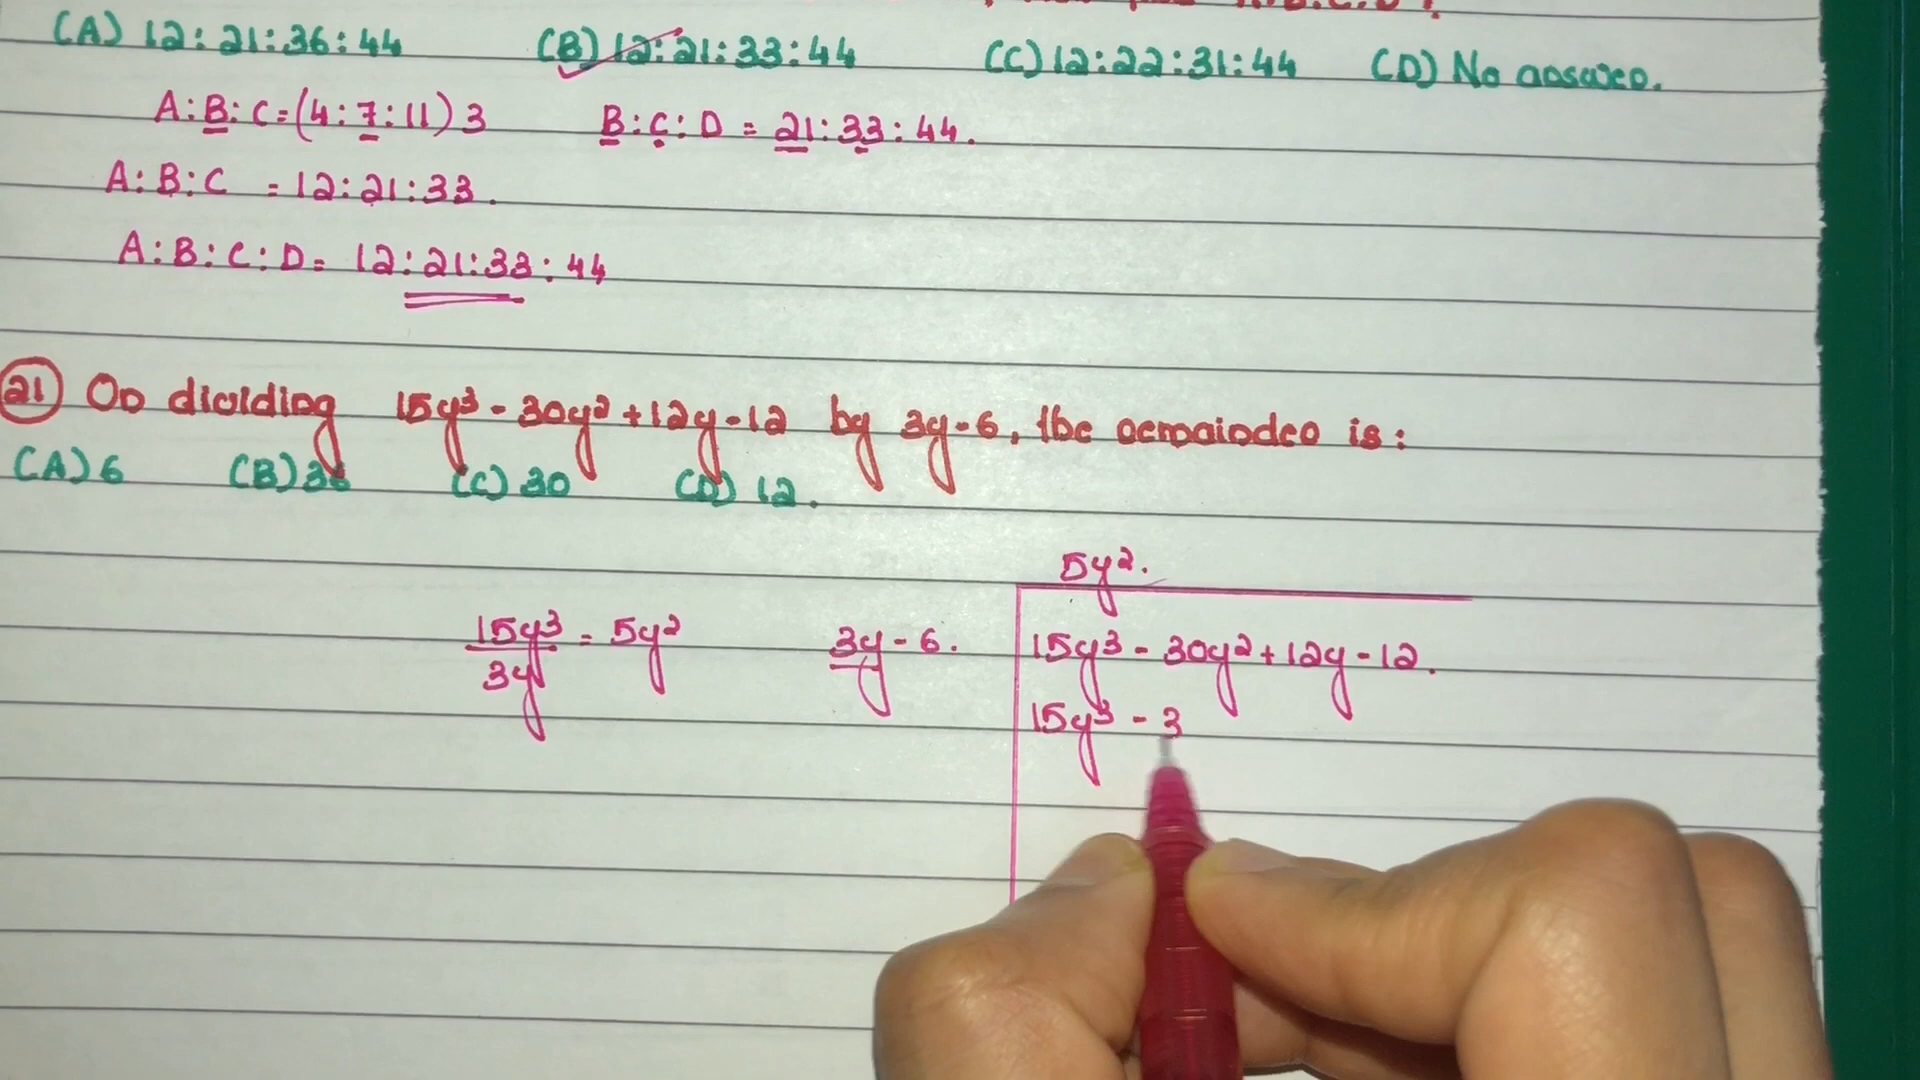 A:B:C:D?
(A) 12:21:36:44 (B) 12:21:33:44 (C) 12:22:31:44 (D) No answer.
A:B:C=(4:7:11)3 B:C:D = 21:33:44.
A:B:C = 12:21:33.
A:B:C:D= 12:21:33:44
21 On dividing 15y³-30y²+12y-12 by 3y-6, the remainder is:
(A) 6 (B) 36 (C) 30 (D) 12.
5y².
15y³/3y = 5y² 3y-6. 15y³-30y²+12y-12.
15y³-3